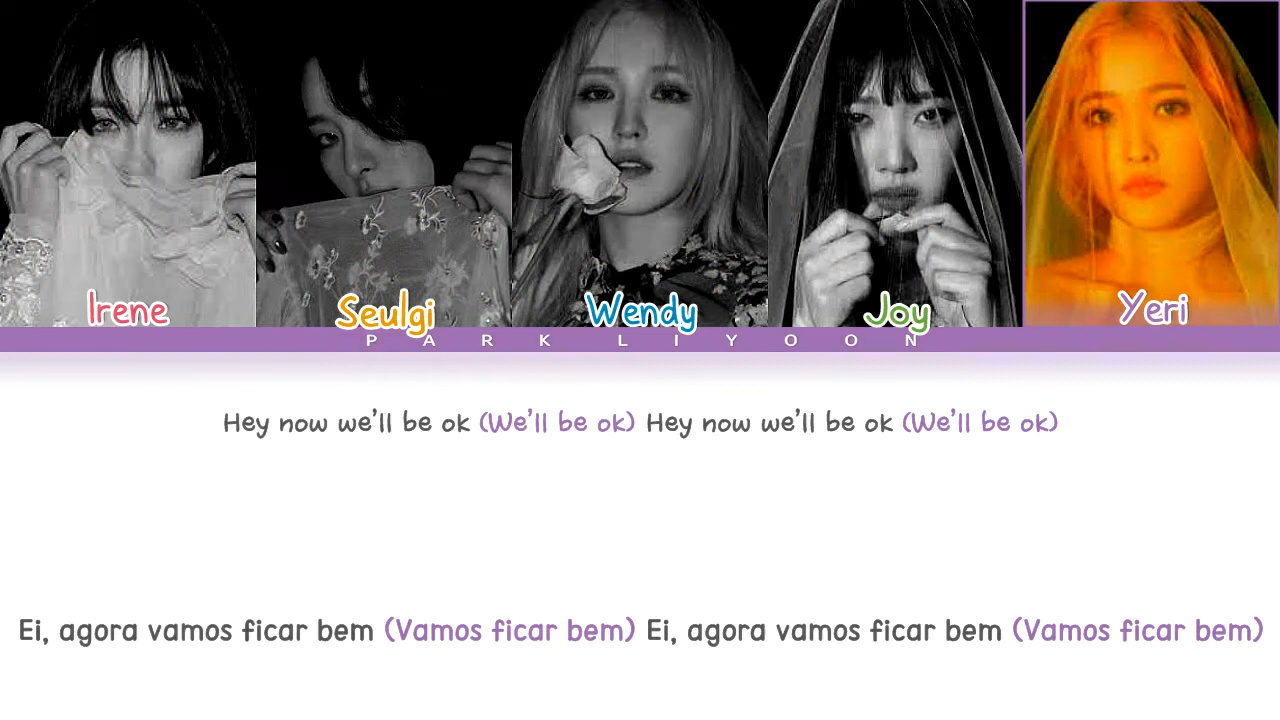 Irene Seulgi Wendy Joy Yeri
PARK LIYOON
Hey now we'll be ok (We'll be ok) Hey now we'll be ok (We'll be ok)
Ei, agora vamos ficar bem (Vamos ficar bem) Ei, agora vamos ficar bem (Vamos ficar bem)